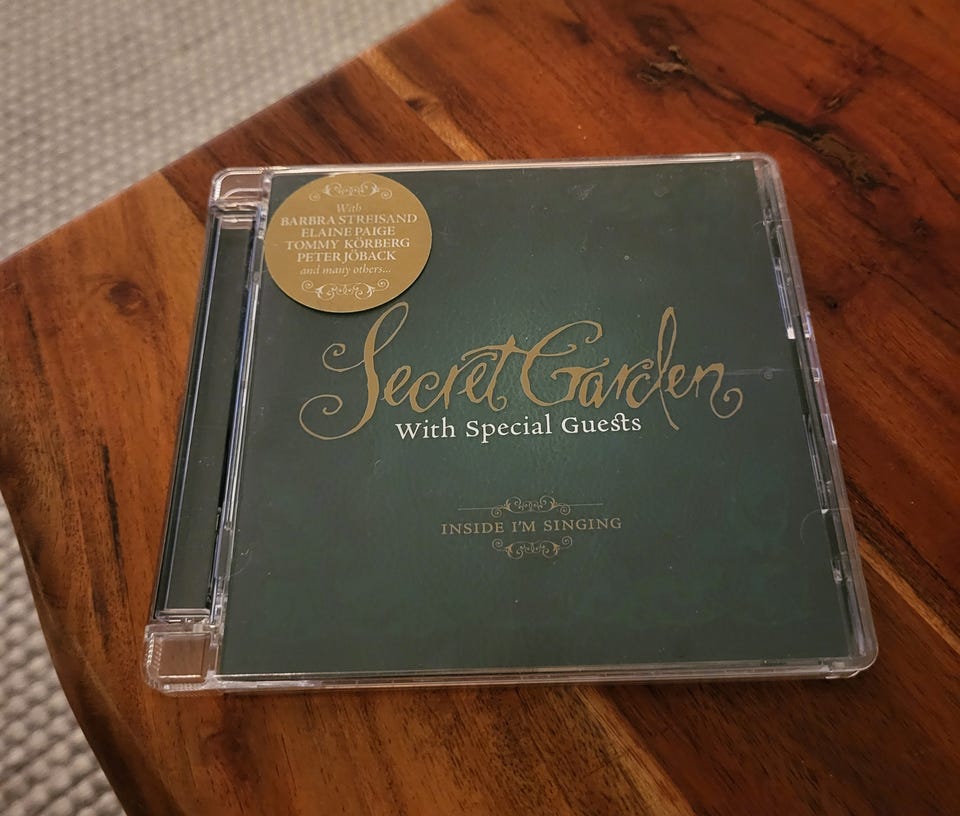 With
BARBRA STREISAND
ELAINE PAIGE
TOMMY KÖRBERG
PETER JÖBACK
and many others...
Secret Garden
With Special Guests
INSIDE I'M SINGING